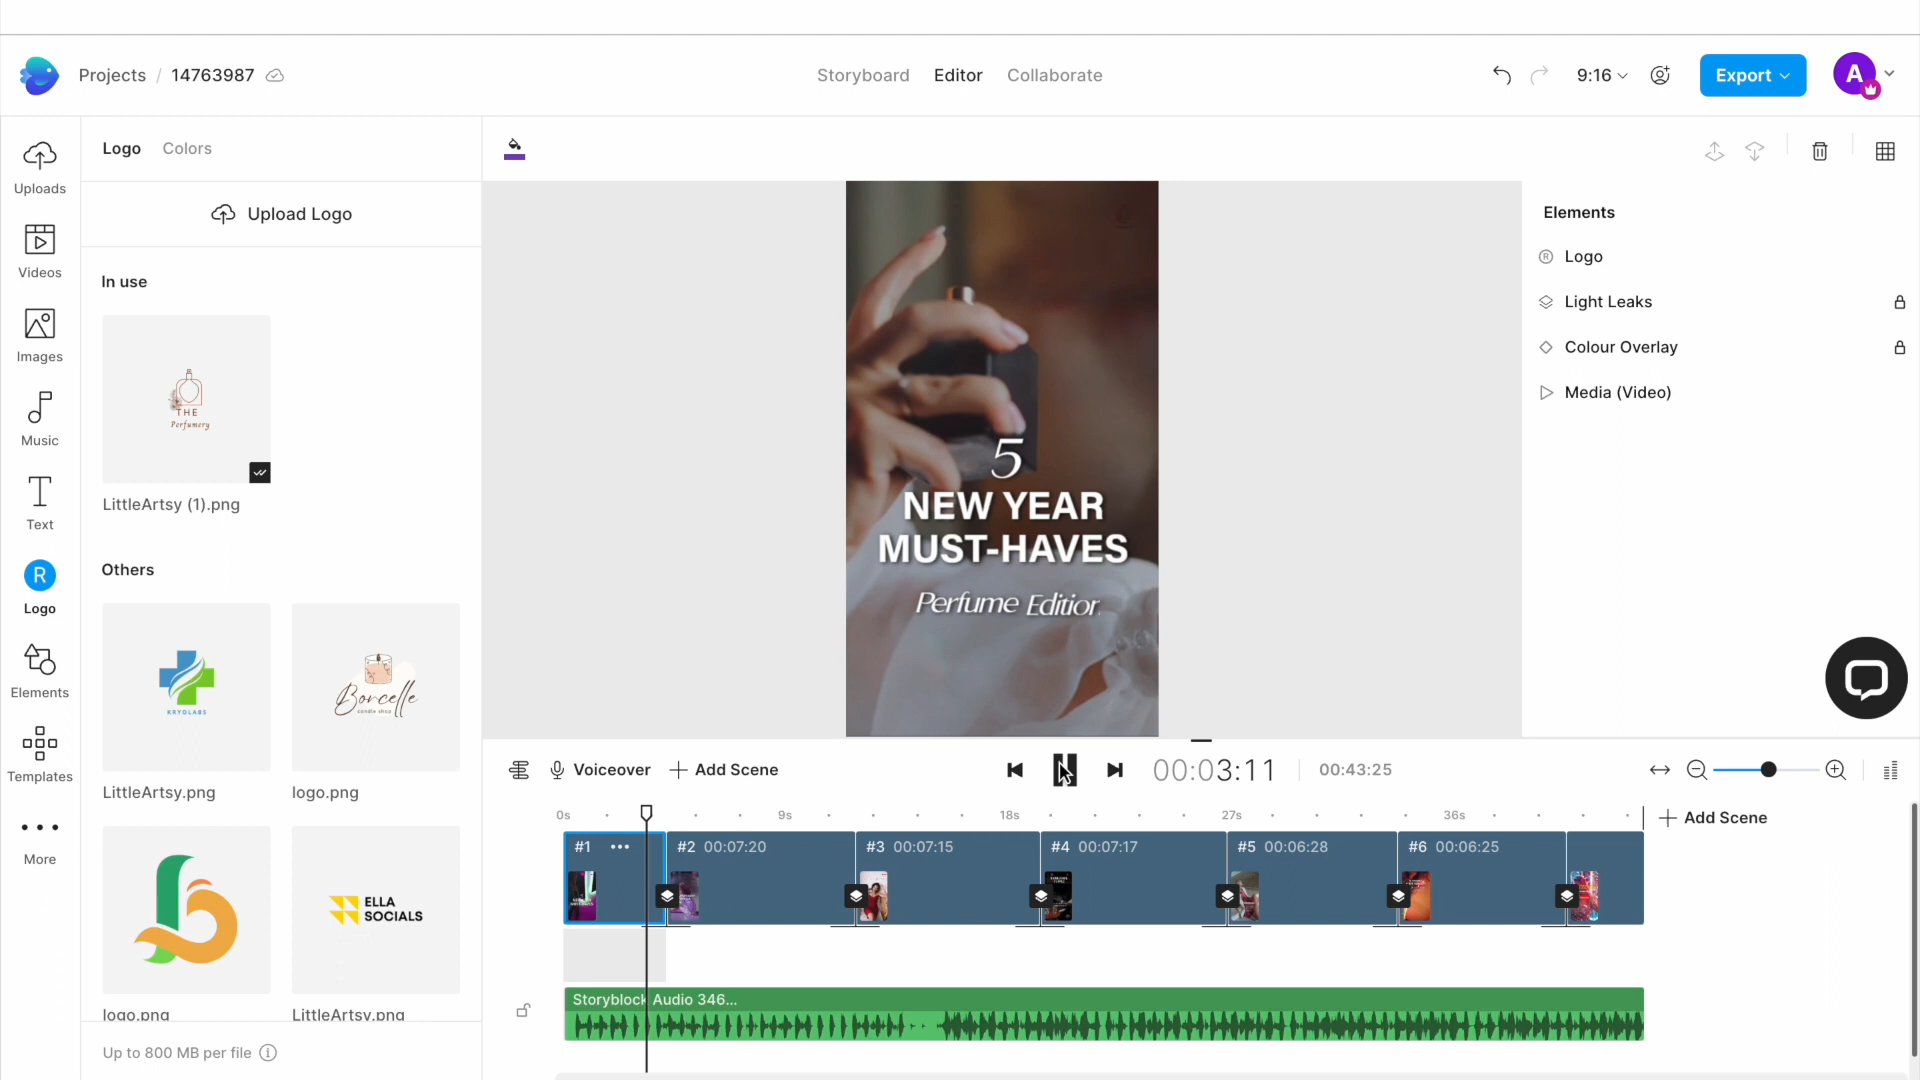 Projects / 14763987
Storyboard
Editor
Collaborate
9:16
Export
A
Uploads
Videos
Images
Music
Text
R
Logo
Elements
Templates
More
Logo
Colors
Upload Logo
In use
THE
Perfumery
LittleArtsy (1).png
Others
KRYOLABS
LittleArtsy.png
Borcelle
candle shop
logo.png
logo.png
ELLA
SOCIALS
LittleArtsy.png
Up to 800 MB per file
5
NEW YEAR
MUST-HAVES
Perfume Edition
Elements
Logo
Light Leaks
Colour Overlay
Media (Video)
Voiceover
Add Scene
00:03:11
00:43:25
0s
9s
18s
27s
36s
Add Scene
#1
#2 00:07:20
#3 00:07:15
#4 00:07:17
#5 00:06:28
#6 00:06:25
Storyblock Audio 346...